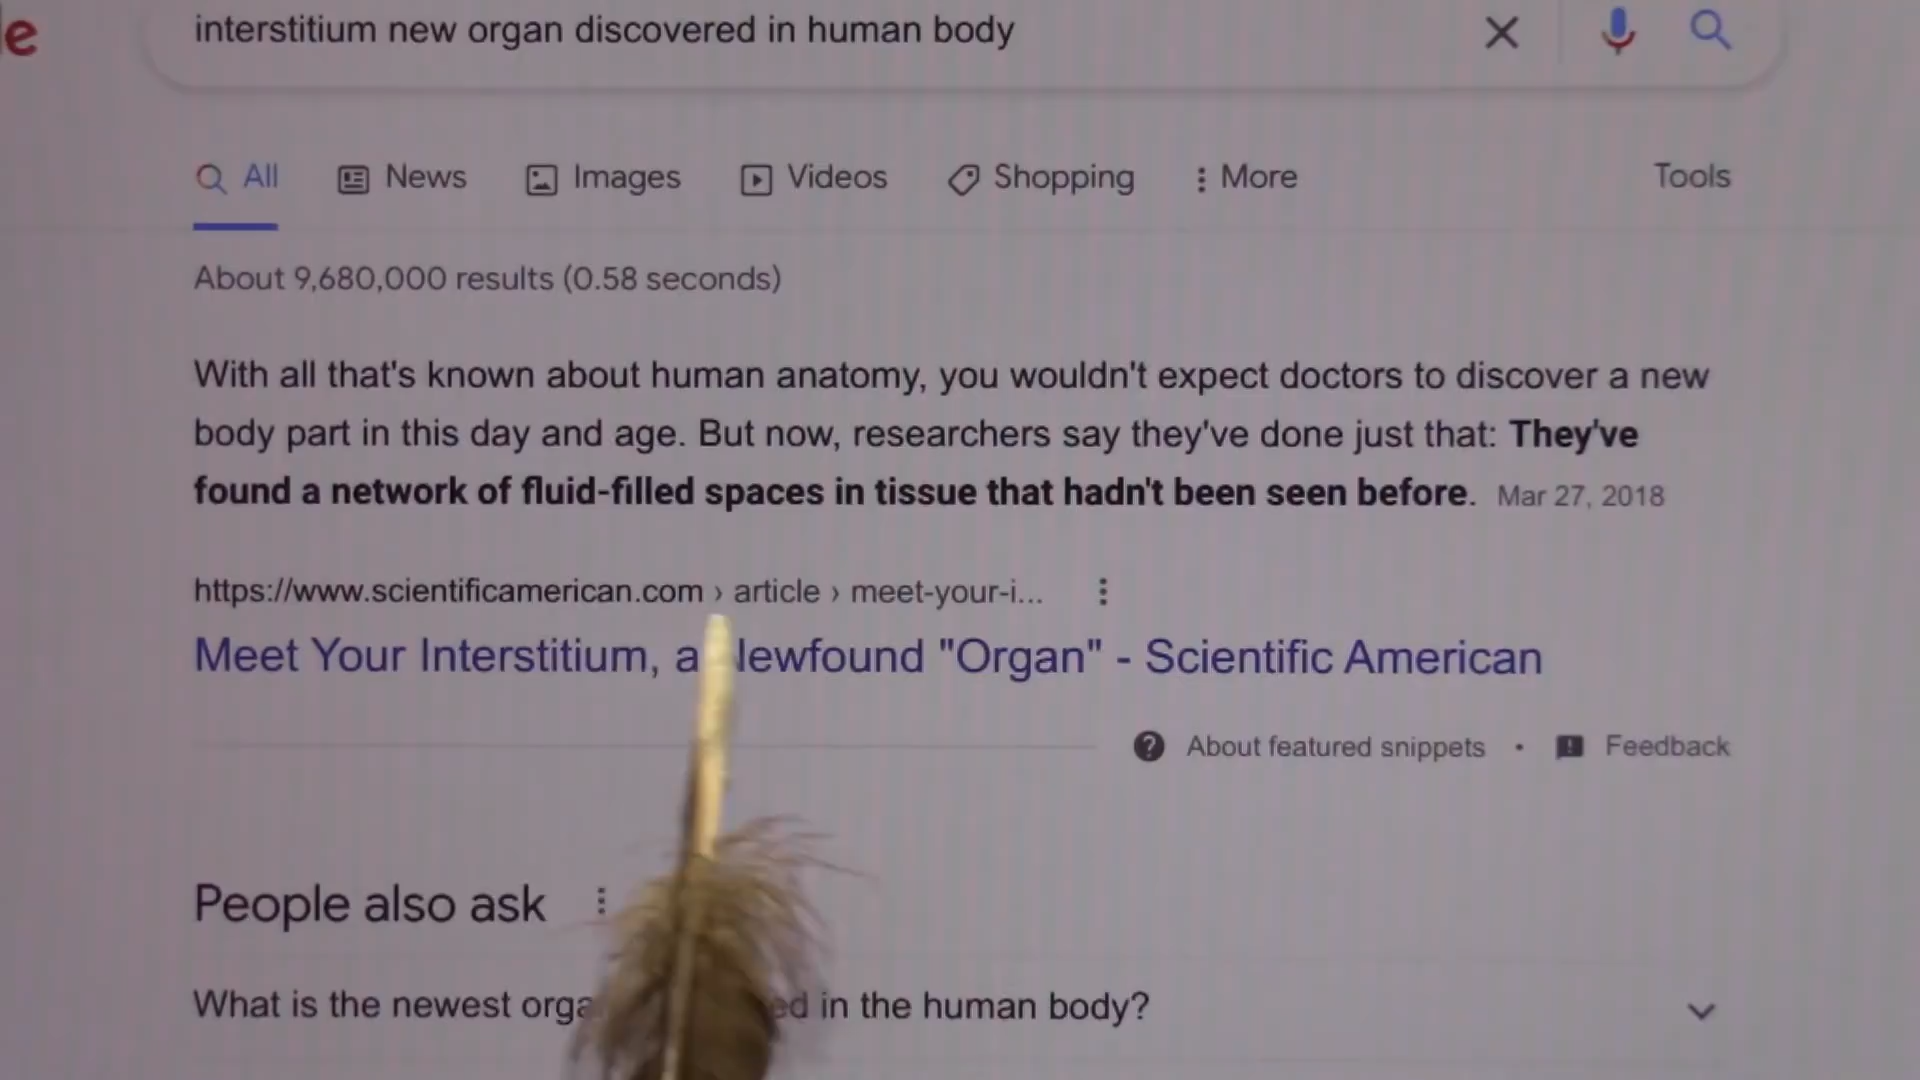 e
interstitium new organ discovered in human body
All News Images Videos Shopping More Tools
About 9,680,000 results (0.58 seconds)
With all that's known about human anatomy, you wouldn't expect doctors to discover a new
body part in this day and age. But now, researchers say they've done just that: They've
found a network of fluid-filled spaces in tissue that hadn't been seen before. Mar 27, 2018
https://www.scientificamerican.com › article › meet-your-i...
Meet Your Interstitium, a ewfound "Organ" - Scientific American
About featured snippets • Feedback
People also ask
What is the newest orga ed in the human body?